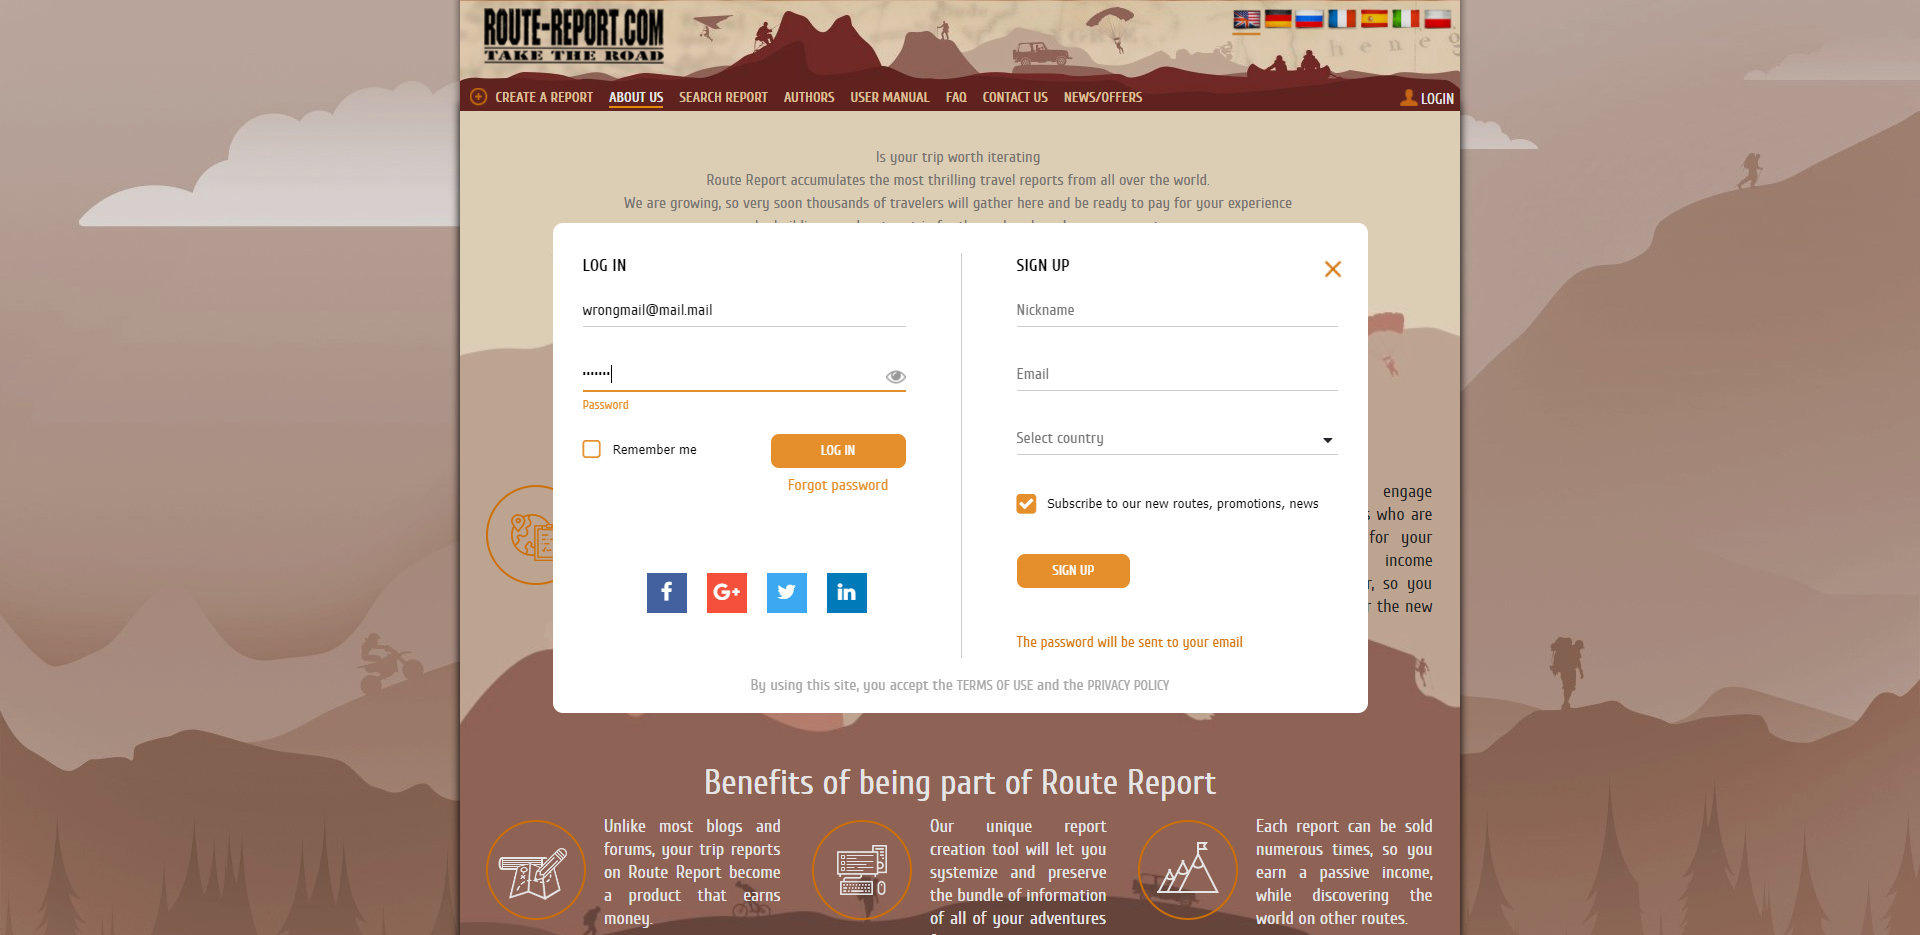 ROUTE-REPORT.COM
TAKE THE ROAD
CREATE A REPORT ABOUT US SEARCH REPORT AUTHORS USER MANUAL FAQ CONTACT US NEWS/OFFERS LOGIN
Is your trip worth iterating
Route Report accumulates the most thrilling travel reports from all over the world.
We are growing, so very soon thousands of travelers will gather here and be ready to pay for your experience
LOG IN
wrongmail@mail.mail
•••••••
Password
Remember me
LOG IN
Forgot password
f
G+
in
SIGN UP
Nickname
Email
Select country
Subscribe to our new routes, promotions, news
SIGN UP
The password will be sent to your email
By using this site, you accept the TERMS OF USE and the PRIVACY POLICY
engage
who are
for your
income
so you
the new
Benefits of being part of Route Report
Unlike most blogs and
forums, your trip reports
on Route Report become
a product that earns
money.
Our unique report
creation tool will let you
systemize and preserve
the bundle of information
of all of your adventures
Each report can be sold
numerous times, so you
earn a passive income,
while discovering the
world on other routes.